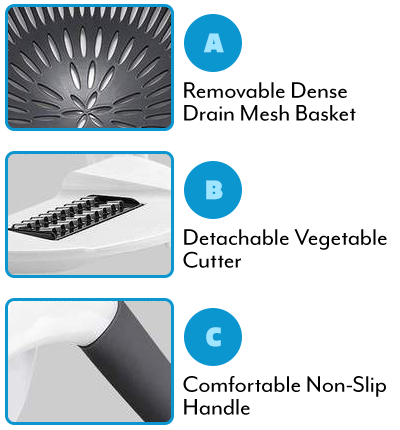 A
Removable Dense
Drain Mesh Basket
B
Detachable Vegetable
Cutter
C
Comfortable Non-Slip
Handle